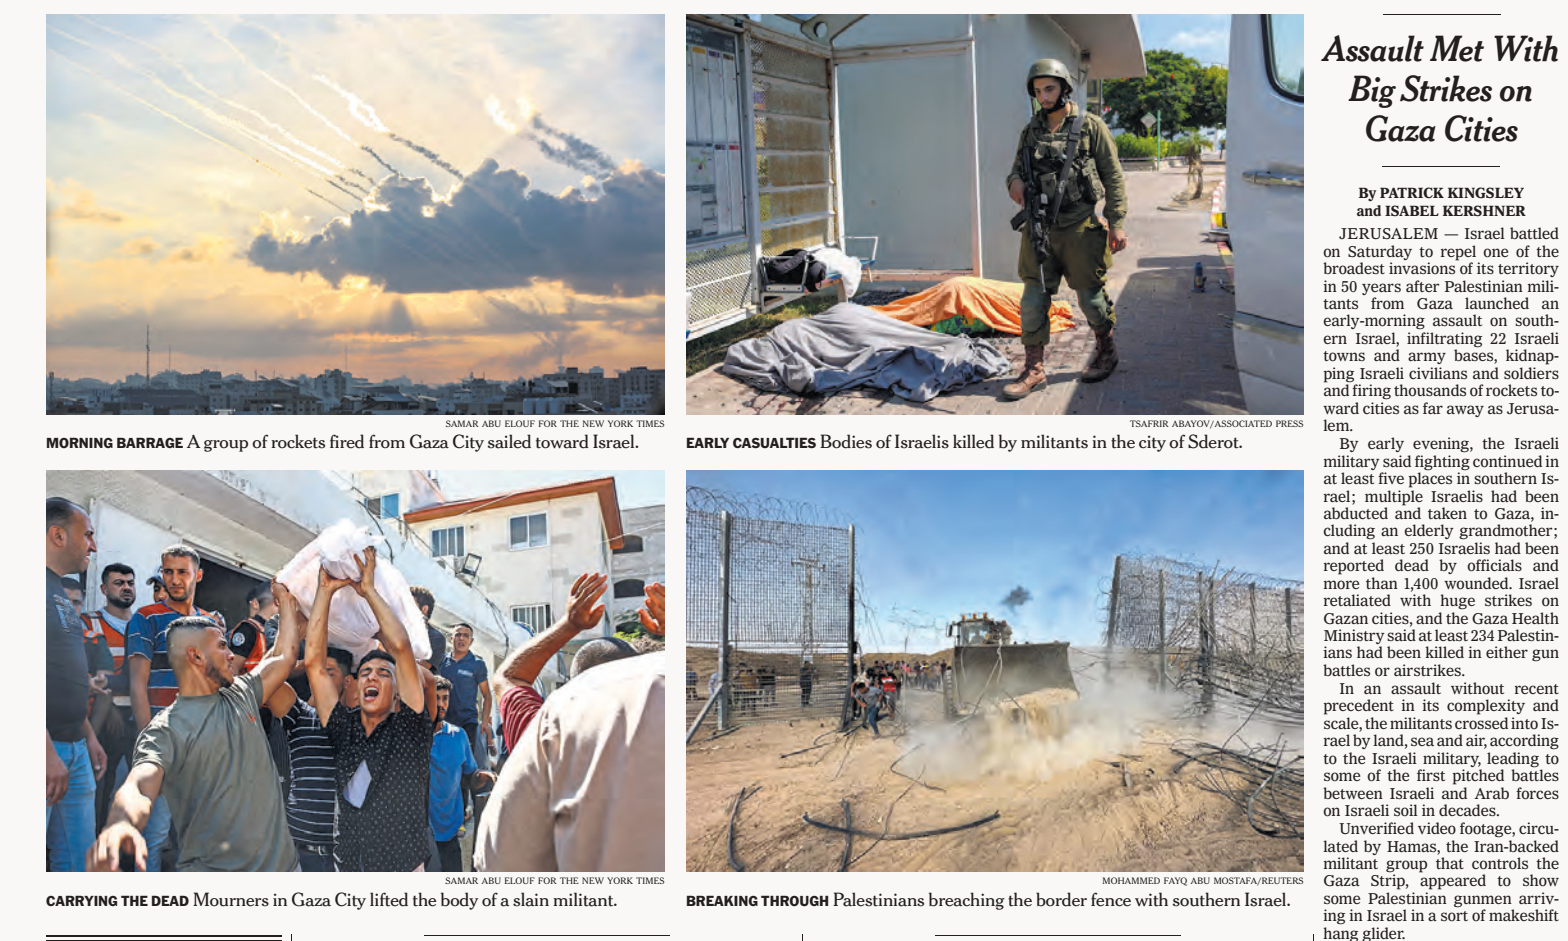 SAMAR ABU ELOUF FOR THE NEW YORK TIMES
MORNING BARRAGE A group of rockets fired from Gaza City sailed toward Israel.
TSAFRIR ABAYOV/ASSOCIATED PRESS
EARLY CASUALTIES Bodies of Israelis killed by militants in the city of Sderot.
SAMAR ABU ELOUF FOR THE NEW YORK TIMES
CARRYING THE DEAD Mourners in Gaza City lifted the body of a slain militant.
MOHAMMED FAYQ ABU MOSTAFA/REUTERS
BREAKING THROUGH Palestinians breaching the border fence with southern Israel.
Assault Met With
Big Strikes on
Gaza Cities
By PATRICK KINGSLEY
and ISABEL KERSHNER
JERUSALEM — Israel battled
on Saturday to repel one of the
broadest invasions of its territory
in 50 years after Palestinian mili-
tants from Gaza launched an
early-morning assault on south-
ern Israel, infiltrating 22 Israeli
towns and army bases, kidnap-
ping Israeli civilians and soldiers
and firing thousands of rockets to-
ward cities as far away as Jerusa-
lem.
By early evening, the Israeli
military said fighting continued in
at least five places in southern Is-
rael; multiple Israelis had been
abducted and taken to Gaza, in-
cluding an elderly grandmother;
and at least 250 Israelis had been
reported dead by officials and
more than 1,400 wounded. Israel
retaliated with huge strikes on
Gazan cities, and the Gaza Health
Ministry said at least 234 Palestin-
ians had been killed in either gun
battles or airstrikes.
In an assault without recent
precedent in its complexity and
scale, the militants crossed into Is-
rael by land, sea and air, according
to the Israeli military, leading to
some of the first pitched battles
between Israeli and Arab forces
on Israeli soil in decades.
Unverified video footage, circu-
lated by Hamas, the Iran-backed
militant group that controls the
Gaza Strip, appeared to show
some Palestinian gunmen arriv-
ing in Israel in a sort of makeshift
hang glider.